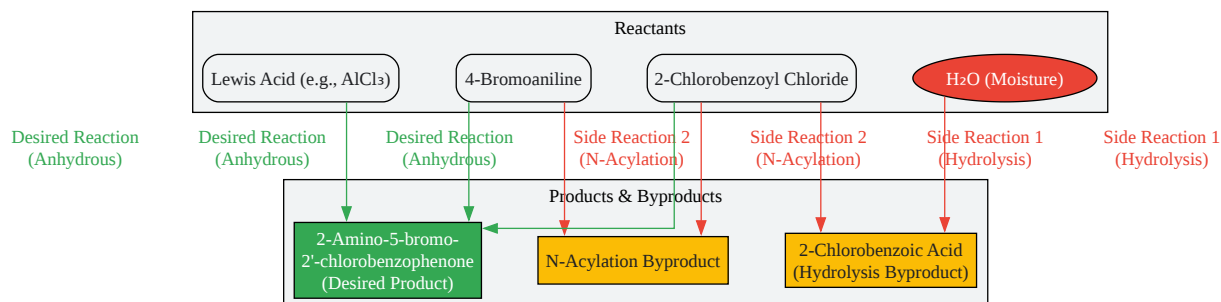 Reactants
Lewis Acid (e.g., AlCl₃)
4-Bromoaniline
2-Chlorobenzoyl Chloride
H₂O (Moisture)
Desired Reaction
(Anhydrous)
Desired Reaction
(Anhydrous)
Desired Reaction
(Anhydrous)
Side Reaction 2
(N-Acylation)
Side Reaction 2
(N-Acylation)
Side Reaction 1
(Hydrolysis)
Side Reaction 1
(Hydrolysis)
Products & Byproducts
2-Amino-5-bromo-
2'-chlorobenzophenone
(Desired Product)
N-Acylation Byproduct
2-Chlorobenzoic Acid
(Hydrolysis Byproduct)